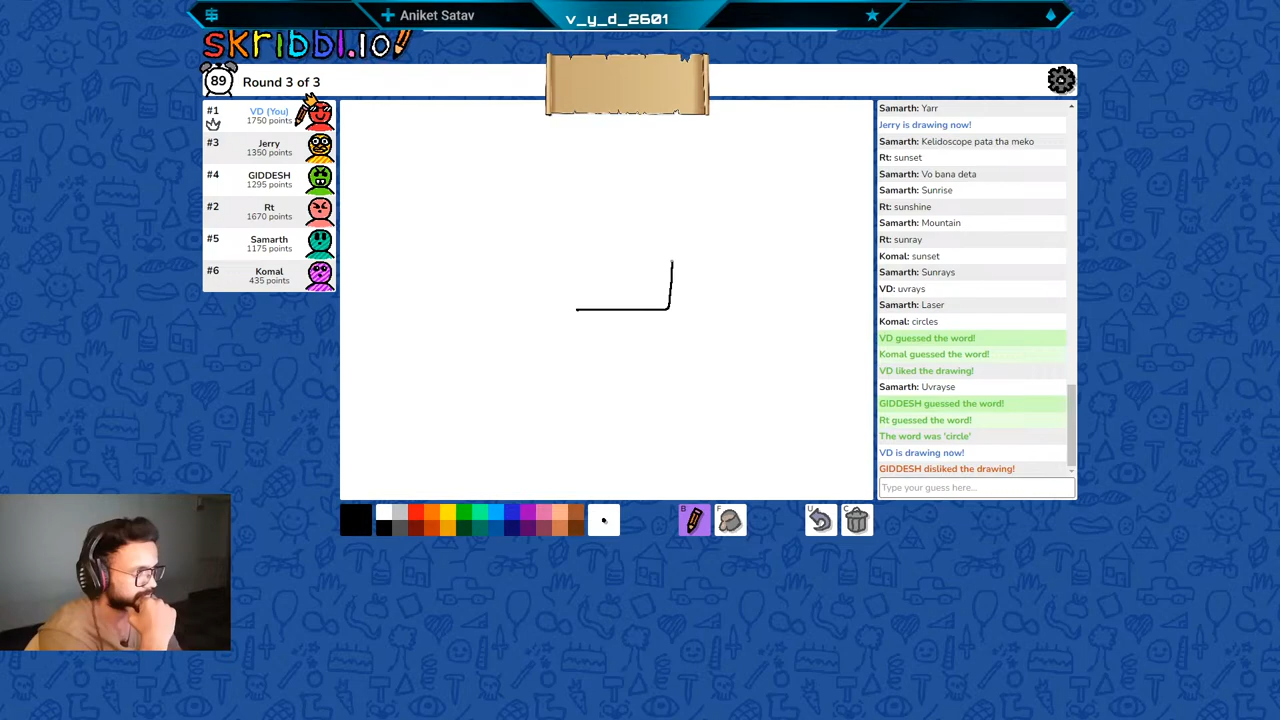 Aniket Satav
v_y_d_2601
skribbl.io
89
Round 3 of 3
#1
VD (You)
1750 points
#3
Jerry
1350 points
#4
GIDDESH
1295 points
#2
Rt
1670 points
#5
Samarth
1175 points
#6
Komal
435 points
Samarth: Yarr
Jerry is drawing now!
Samarth: Kelidoscope pata tha meko
Rt: sunset
Samarth: Vo bana deta
Samarth: Sunrise
Rt: sunshine
Samarth: Mountain
Rt: sunray
Komal: sunset
Samarth: Sunrays
VD: uvrays
Samarth: Laser
Komal: circles
VD guessed the word!
Komal guessed the word!
VD liked the drawing!
Samarth: Uvrayse
GIDDESH guessed the word!
Rt guessed the word!
The word was 'circle'
VD is drawing now!
GIDDESH disliked the drawing!
Type your guess here...
B
F
U
C